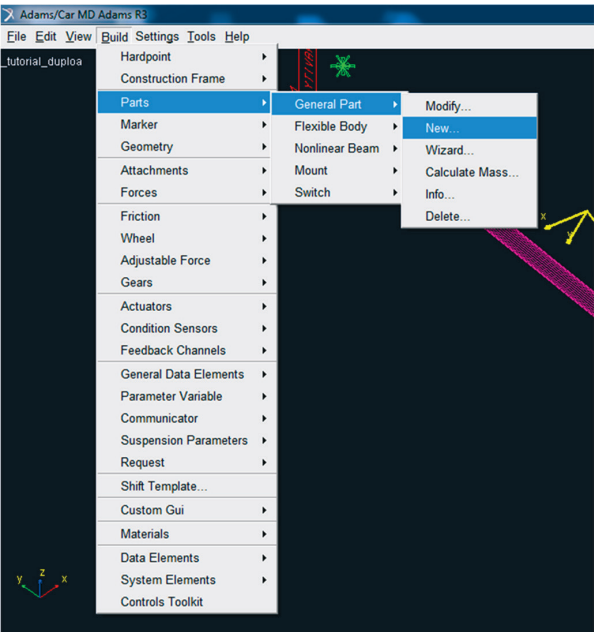 Adams/Car MD Adams R3
File Edit View Build Settings Tools Help
_tutorial_duploa
Hardpoint
Construction Frame
Parts
Marker
Geometry
Attachments
Forces
Friction
Wheel
Adjustable Force
Gears
Actuators
Condition Sensors
Feedback Channels
General Data Elements
Parameter Variable
Communicator
Suspension Parameters
Request
Shift Template...
Custom Gui
Materials
Data Elements
System Elements
Controls Toolkit
General Part
Flexible Body
Nonlinear Beam
Mount
Switch
Modify...
New...
Wizard...
Calculate Mass...
Info...
Delete...
x
y
y z x